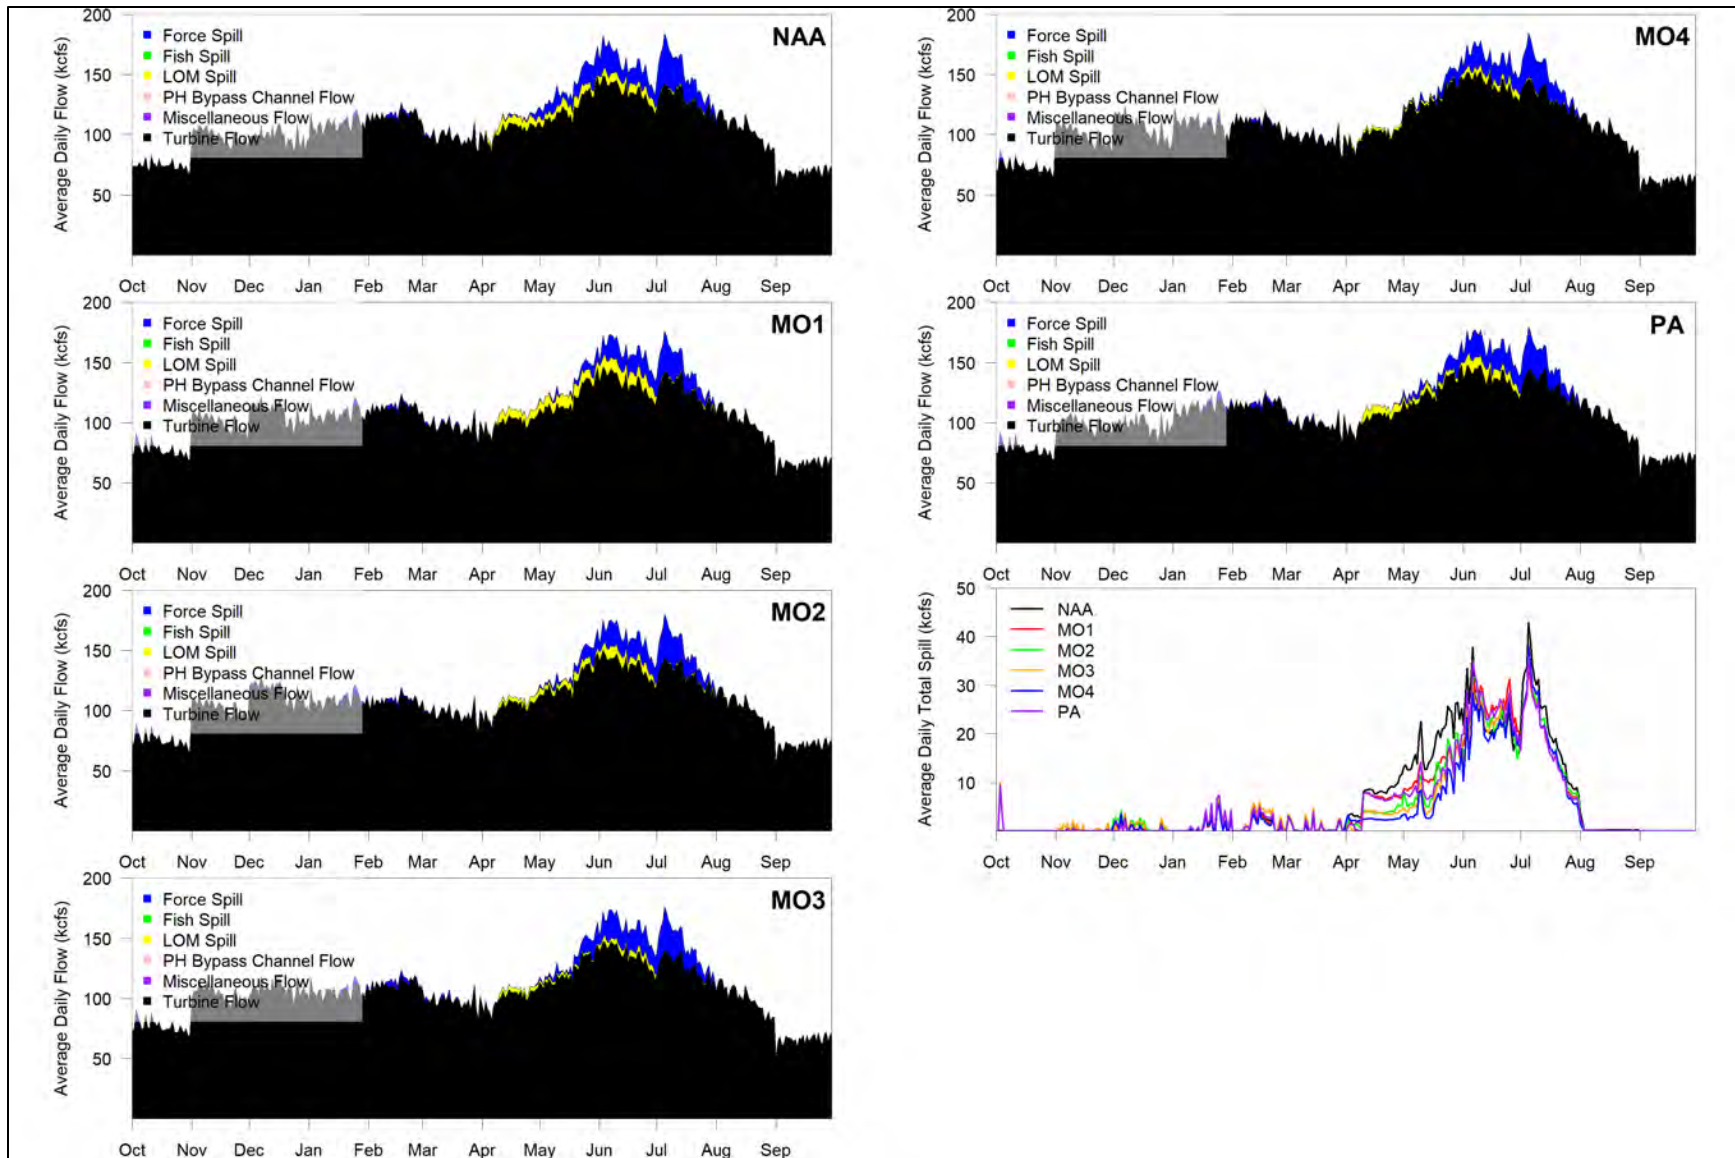 Average Daily Flow (kcfs)
200
150
100
50
Force Spill
Fish Spill
LOM Spill
PH Bypass Channel Flow
Miscellaneous Flow
Turbine Flow
NAA
Oct Nov Dec Jan Feb Mar Apr May Jun Jul Aug Sep
Average Daily Flow (kcfs)
200
150
100
50
Force Spill
Fish Spill
LOM Spill
PH Bypass Channel Flow
Miscellaneous Flow
Turbine Flow
MO1
Oct Nov Dec Jan Feb Mar Apr May Jun Jul Aug Sep
Average Daily Flow (kcfs)
200
150
100
50
Force Spill
Fish Spill
LOM Spill
PH Bypass Channel Flow
Miscellaneous Flow
Turbine Flow
MO2
Oct Nov Dec Jan Feb Mar Apr May Jun Jul Aug Sep
Average Daily Flow (kcfs)
200
150
100
50
Force Spill
Fish Spill
LOM Spill
PH Bypass Channel Flow
Miscellaneous Flow
Turbine Flow
MO3
Oct Nov Dec Jan Feb Mar Apr May Jun Jul Aug Sep
Average Daily Flow (kcfs)
200
150
100
50
Force Spill
Fish Spill
LOM Spill
PH Bypass Channel Flow
Miscellaneous Flow
Turbine Flow
MO4
Oct Nov Dec Jan Feb Mar Apr May Jun Jul Aug Sep
Average Daily Flow (kcfs)
200
150
100
50
Force Spill
Fish Spill
LOM Spill
PH Bypass Channel Flow
Miscellaneous Flow
Turbine Flow
PA
Oct Nov Dec Jan Feb Mar Apr May Jun Jul Aug Sep
Average Daily Total Spill (kcfs)
50
40
30
20
10
NAA
MO1
MO2
MO3
MO4
PA
Oct Nov Dec Jan Feb Mar Apr May Jun Jul Aug Sep